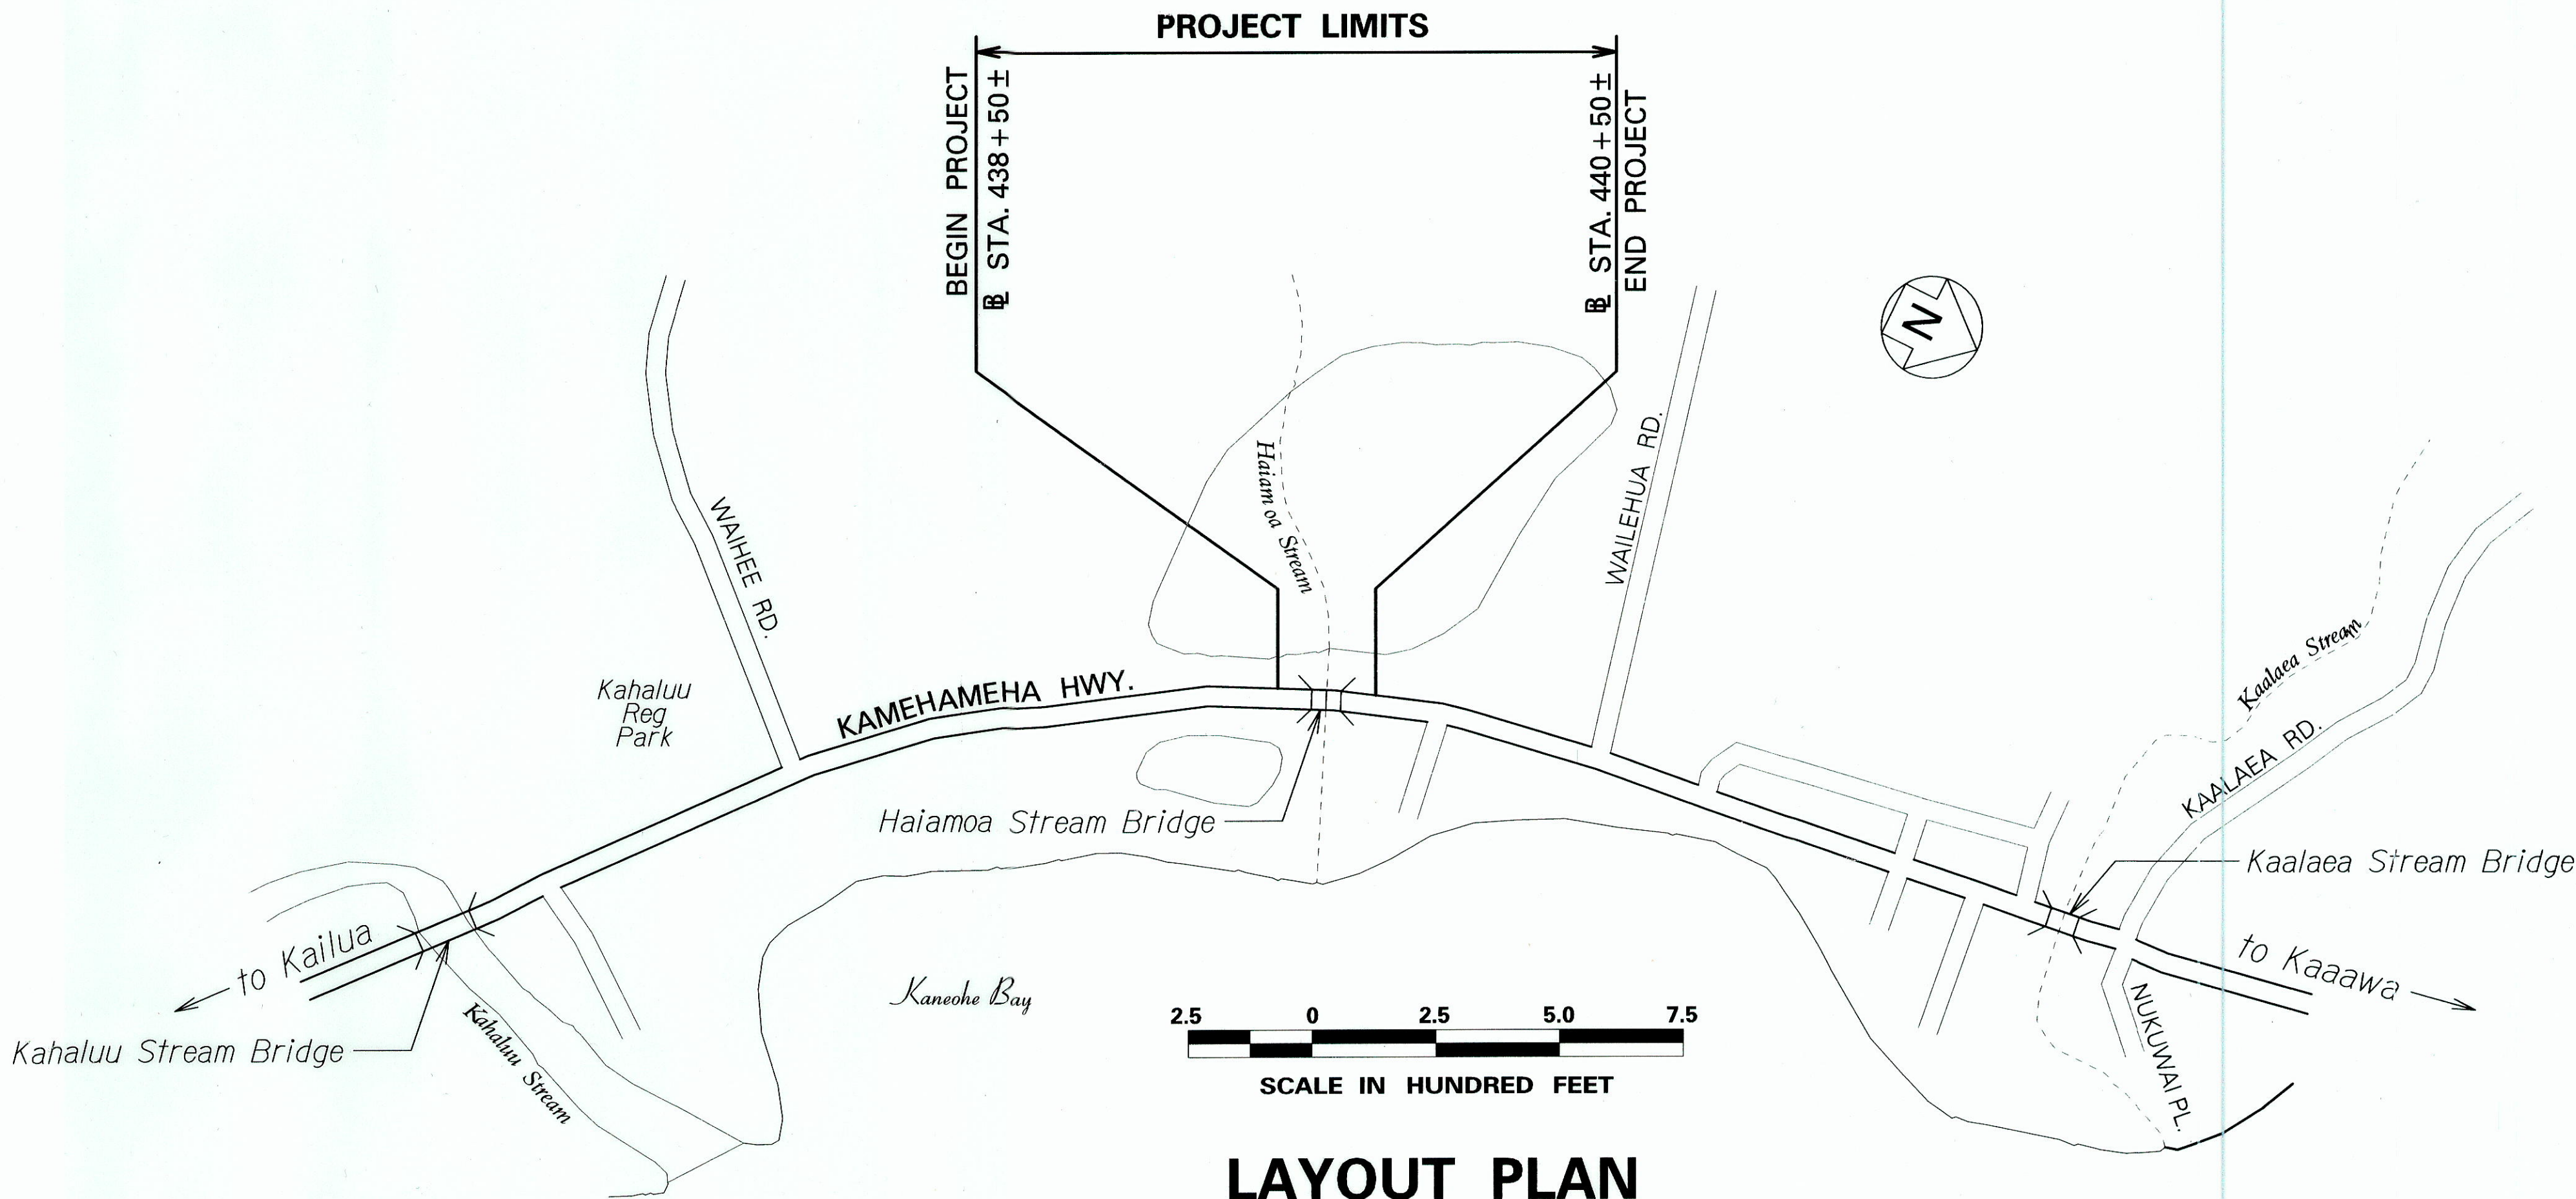 PROJECT LIMITS
BEGIN PROJECT
BL STA. 438+50±
BL STA. 440+50±
END PROJECT
N
WAIHEE RD.
Haiamoa Stream
WAILEHUA RD.
Kahaluu
Reg
Park
KAMEHAMEHA HWY.
Kaalaea Stream
KAALAEA RD.
Haiamoa Stream Bridge
Kaalaea Stream Bridge
to Kailua
to Kaaawa
Kaneohe Bay
Kahaluu Stream Bridge
Kahaluu Stream
NUKUWAI PL.
2.5 0 2.5 5.0 7.5
SCALE IN HUNDRED FEET
LAYOUT PLAN